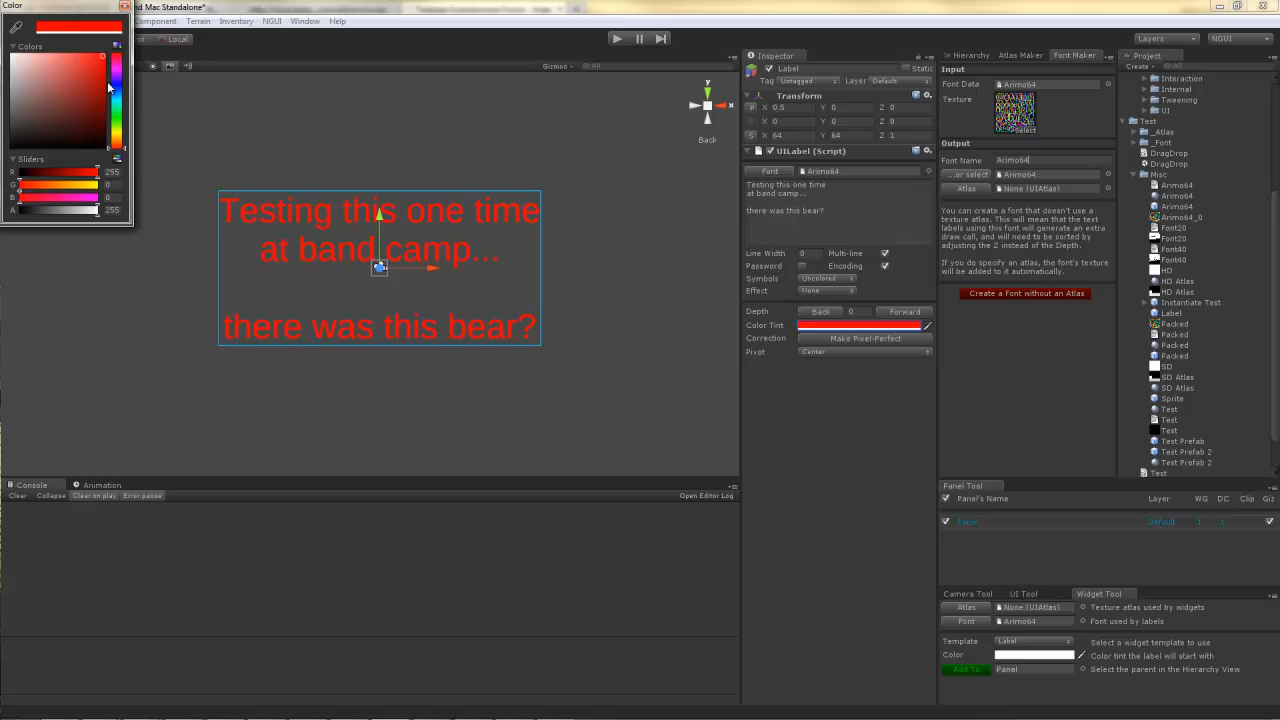 Color
nd Mac Standalone*
Component Terrain Inventory NGUI Window Help
Local
Layers
NGUI
Colors
Sliders
R 255
G 0
B 0
A 255
Gizmos
All
y
x
Back
Testing this one time
at band camp...
there was this bear?
Inspector
Label
Static
Tag Untagged Layer Default
Transform
P X 0.5 Y 0 Z 0
X 0 Y 0 Z 0
S X 64 Y 64 Z 1
UILabel (Script)
Font Arimo64
Testing this one time
at band camp...
there was this bear?
Line Width 0 Multi-line
Password Encoding
Symbols Uncolored
Effect None
Depth Back 0 Forward
Color Tint
Correction Make Pixel-Perfect
Pivot Center
Hierarchy Atlas Maker Font Maker
Input
Font Data Arimo64
Texture
Select
Output
Font Name Arimo64
...or select Arimo64
Atlas None (UIAtlas)
You can create a font that doesn't use a
texture atlas. This will mean that the text
labels using this font will generate an extra
draw call, and will need to be sorted by
adjusting the Z instead of the Depth.
If you do specify an atlas, the font's texture
will be added to it automatically.
Create a Font without an Atlas
Project
Create All
Interaction
Internal
Tweening
UI
Test
_Atlas
_Font
DragDrop
DragDrop
Misc
Arimo64
Arimo64
Arimo64
Arimo64_0
Font20
Font20
Font40
Font40
HD
HD Atlas
HD Atlas
Instantiate Test
Label
Packed
Packed
Packed
Packed
SD
SD Atlas
SD Atlas
Sprite
Test
Test
Test
Test Prefab
Test Prefab 2
Test Prefab 2
Test
Console Animation
Clear Collapse Clear on play Error pause
Open Editor Log
Panel Tool
Panel's Name Layer WG DC Clip Giz
Panel Default 1 1
Camera Tool UI Tool Widget Tool
Atlas None (UIAtlas) Texture atlas used by widgets
Font Arimo64 Font used by labels
Template Label Select a widget template to use
Color Color tint the label will start with
Add To Panel Select the parent in the Hierarchy View